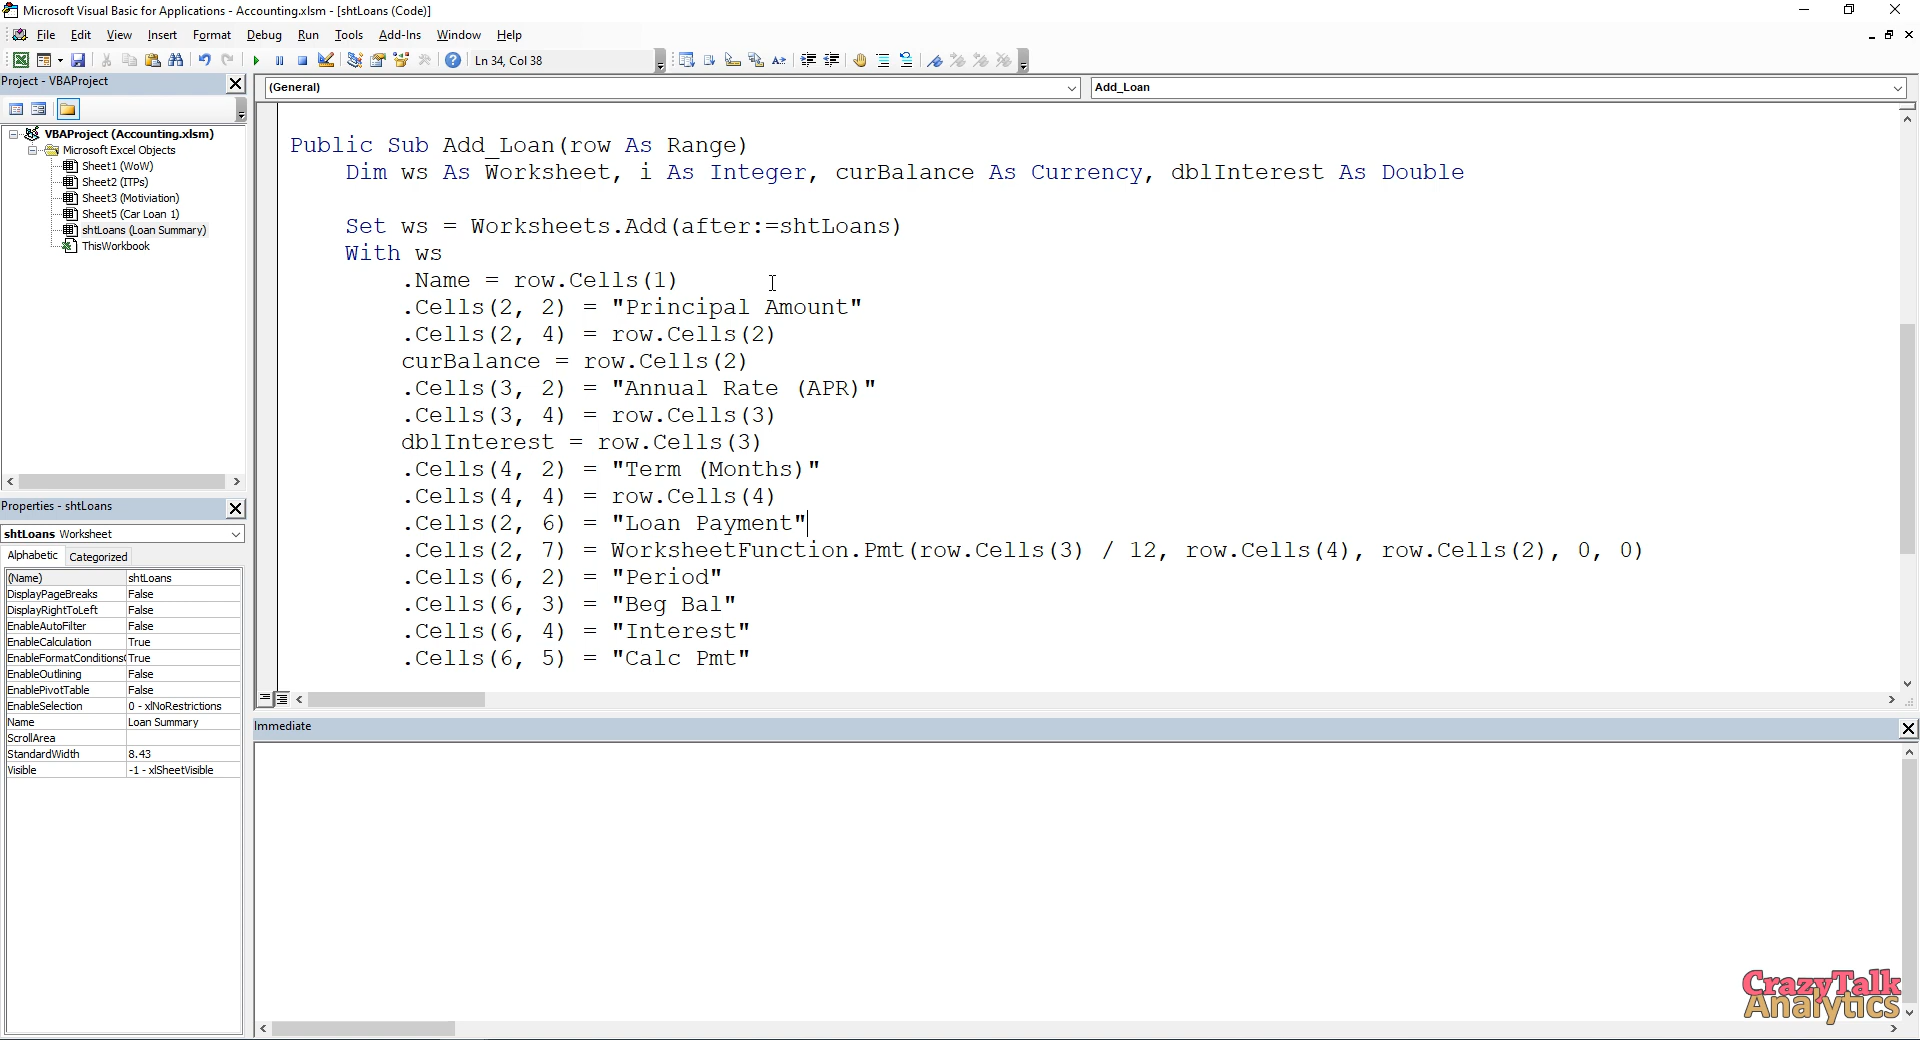 Microsoft Visual Basic for Applications - Accounting.xlsm - [shtLoans (Code)]
File Edit View Insert Format Debug Run Tools Add-Ins Window Help
Ln 34, Col 38
Project - VBAProject
(General) Add_Loan
VBAProject (Accounting.xlsm)
Microsoft Excel Objects
Sheet1 (WoW)
Sheet2 (ITPs)
Sheet3 (Motiviation)
Sheet5 (Car Loan 1)
shtLoans (Loan Summary)
ThisWorkbook
Properties - shtLoans
shtLoans Worksheet
Alphabetic Categorized
(Name) shtLoans
DisplayPageBreaks False
DisplayRightToLeft False
EnableAutoFilter False
EnableCalculation True
EnableFormatConditions( True
EnableOutlining False
EnablePivotTable False
EnableSelection 0 - xlNoRestrictions
Name Loan Summary
ScrollArea
StandardWidth 8.43
Visible -1 - xlSheetVisible
Public Sub Add_Loan(row As Range)
Dim ws As Worksheet, i As Integer, curBalance As Currency, dblInterest As Double
Set ws = Worksheets.Add(after:=shtLoans)
With ws
.Name = row.Cells(1)
.Cells(2, 2) = "Principal Amount"
.Cells(2, 4) = row.Cells(2)
curBalance = row.Cells(2)
.Cells(3, 2) = "Annual Rate (APR)"
.Cells(3, 4) = row.Cells(3)
dblInterest = row.Cells(3)
.Cells(4, 2) = "Term (Months)"
.Cells(4, 4) = row.Cells(4)
.Cells(2, 6) = "Loan Payment"
.Cells(2, 7) = WorksheetFunction.Pmt(row.Cells(3) / 12, row.Cells(4), row.Cells(2), 0, 0)
.Cells(6, 2) = "Period"
.Cells(6, 3) = "Beg Bal"
.Cells(6, 4) = "Interest"
.Cells(6, 5) = "Calc Pmt"
Immediate
CrazyTalk
Analytics